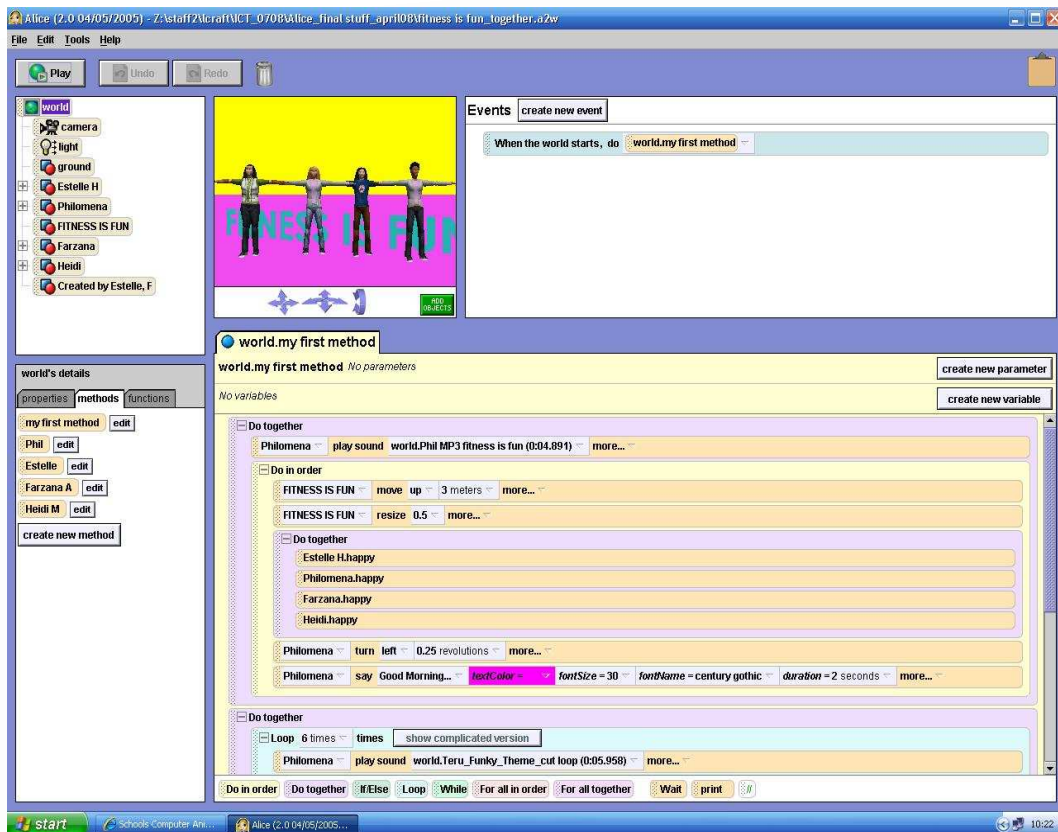 Alice (2.0 04/05/2005) - Z:\staff2\lcraft\ICT_0708\Alice_final stuff_april08\fitness is fun_together.a2w
File Edit Tools Help
Play Undo Redo
world
camera
light
ground
Estelle H
Philomena
FITNESS IS FUN
Farzana
Heidi
Created by Estelle, F
FITNESS IS FUN
ADD OBJECTS
Events create new event
When the world starts, do world.my first method
world's details
properties methods functions
my first method edit
Phil edit
Estelle edit
Farzana A edit
Heidi M edit
create new method
world.my first method
world.my first method No parameters create new parameter
No variables create new variable
Do together
Philomena play sound world.Phil MP3 fitness is fun (0:04.891) more...
Do in order
FITNESS IS FUN move up 3 meters more...
FITNESS IS FUN resize 0.5 more...
Do together
Estelle H.happy
Philomena.happy
Farzana.happy
Heidi.happy
Philomena turn left 0.25 revolutions more...
Philomena say Good Morning... textColor = fontSize = 30 fontName = century gothic duration = 2 seconds more...
Do together
Loop 6 times times show complicated version
Philomena play sound world.Teru_Funky_Theme_cut loop (0:05.958) more...
Do in order Do together If/Else Loop While For all in order For all together Wait print //
start Schools Computer Ani... Alice (2.0 04/05/2005... 10:22